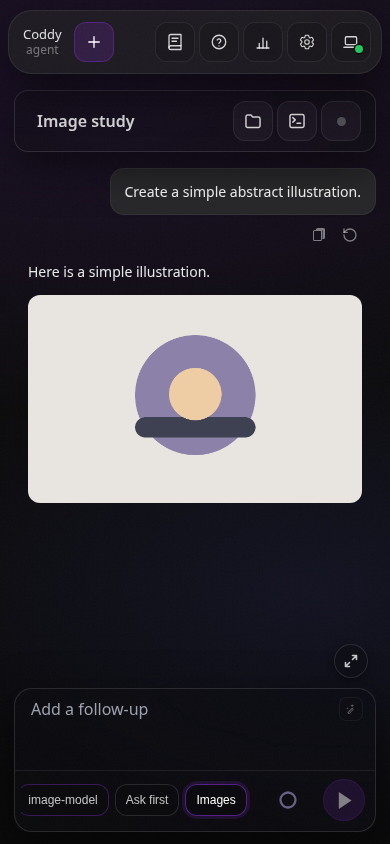 Coddy
agent
Image study
Create a simple abstract illustration.
Here is a simple illustration.
Add a follow-up
image-model
Ask first
Images